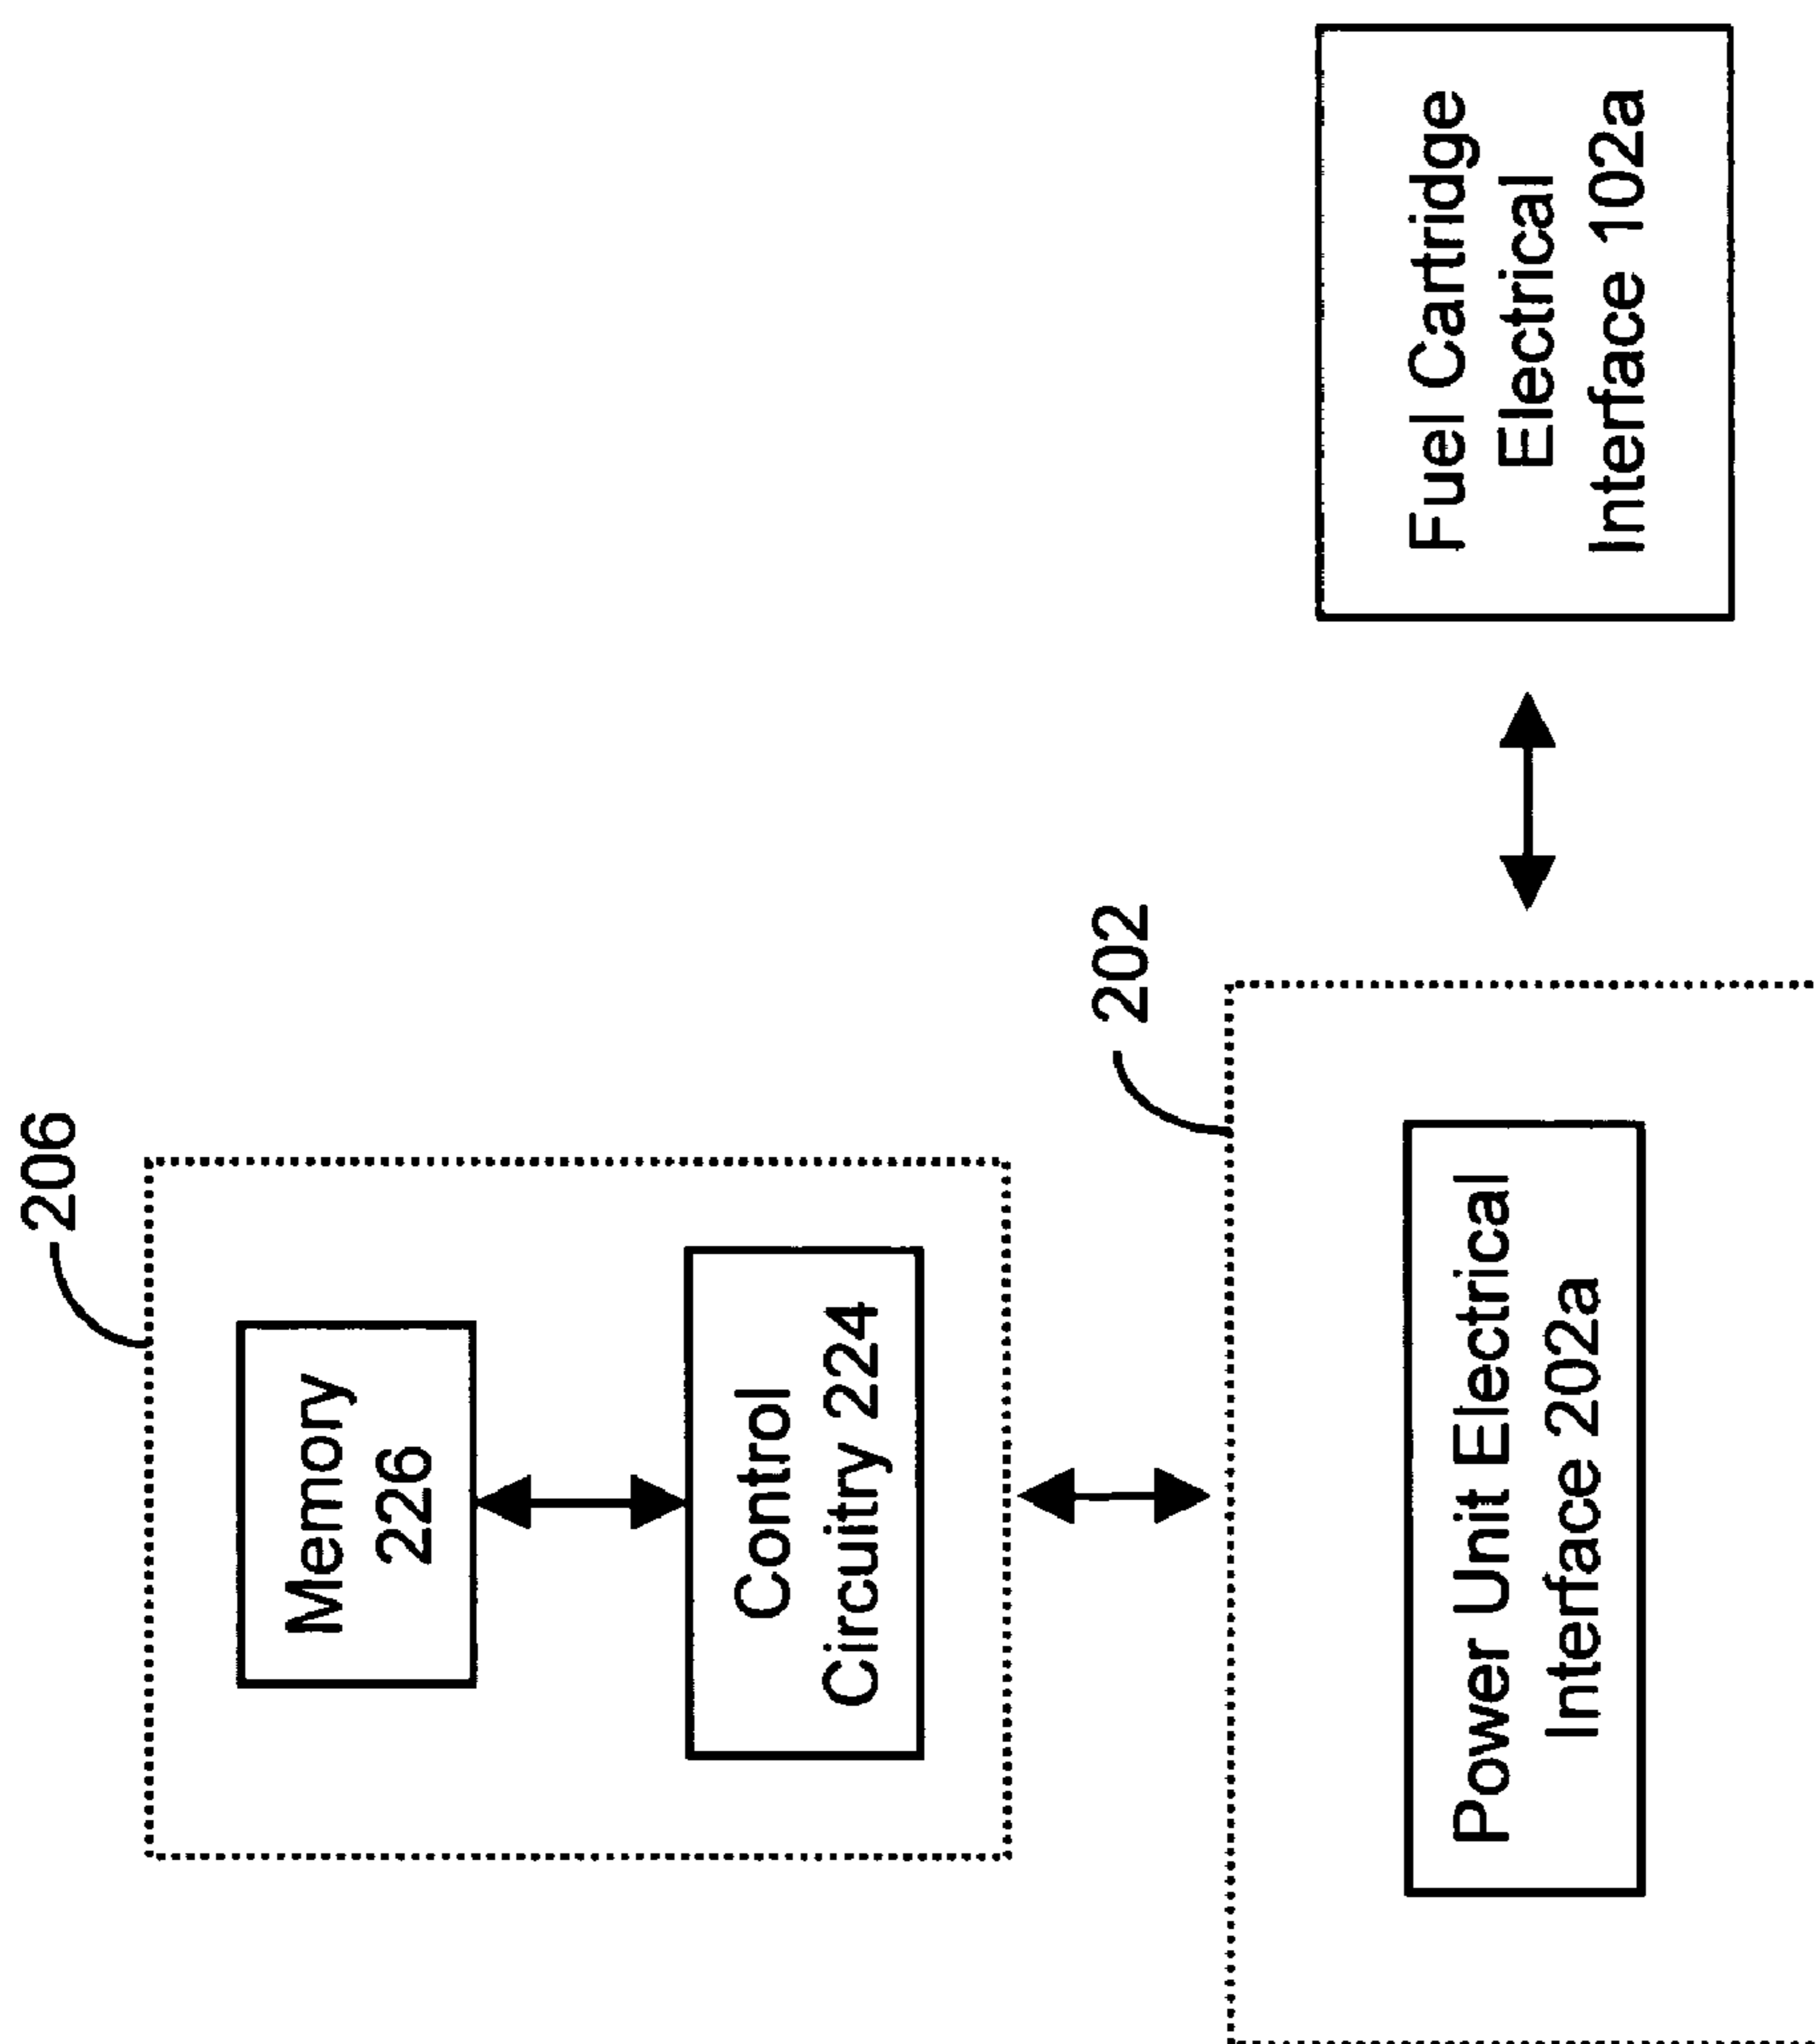 206
Memory
226
Control
Circuitry 224
202
Power Unit Electrical
Interface 202a
Fuel Cartridge
Electrical
Interface 102a